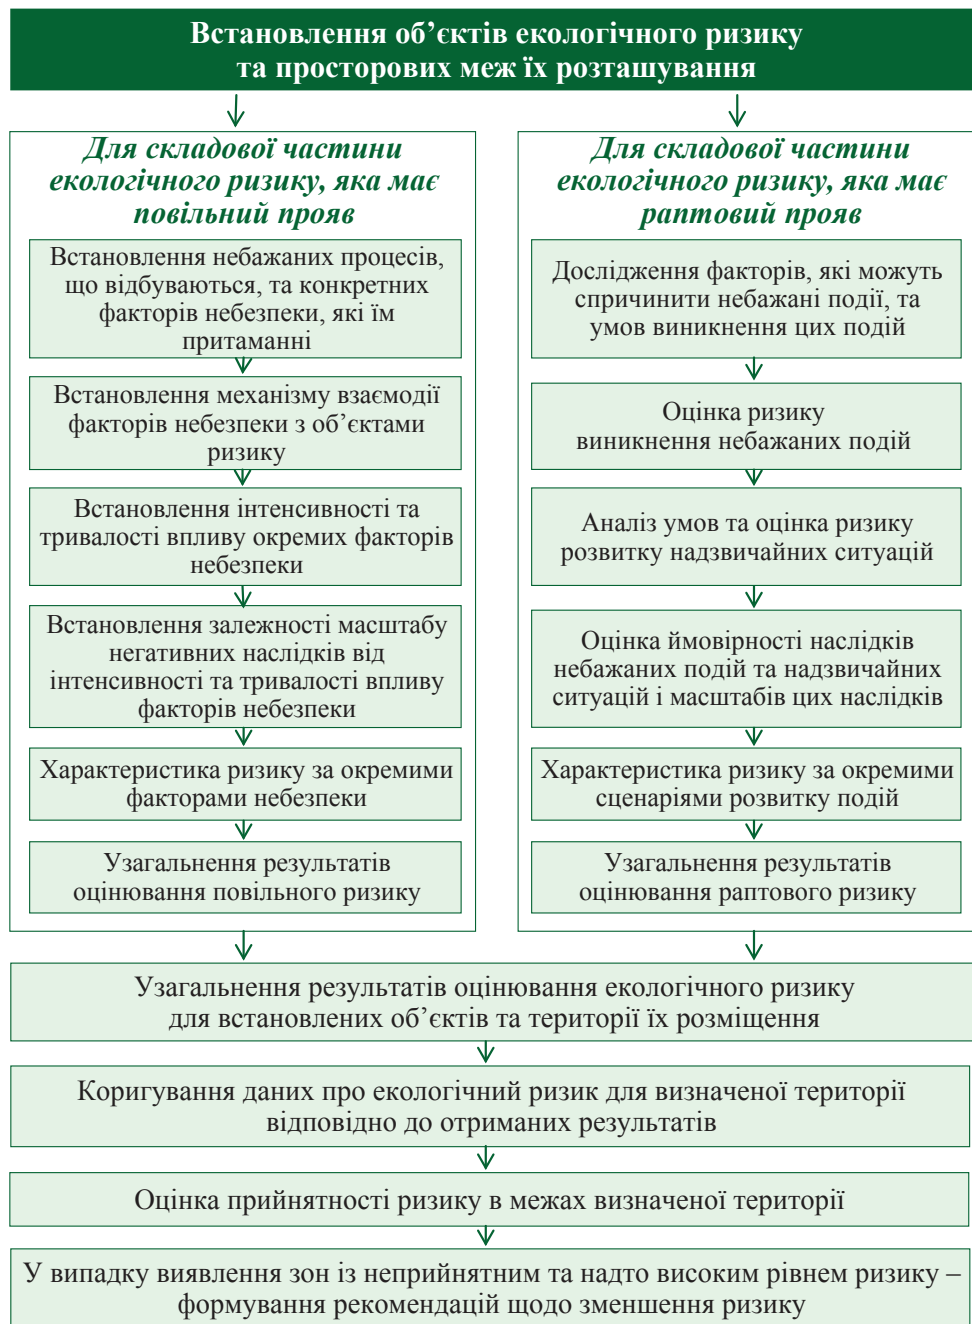 Встановлення об’єктів екологічного ризику
та просторових меж їх розташування
Для складової частини
екологічного ризику, яка має
повільний прояв
Встановлення небажаних процесів,
що відбуваються, та конкретних
факторів небезпеки, які їм
притаманні
Встановлення механізму взаємодії
факторів небезпеки з об’єктами
ризику
Встановлення інтенсивності та
тривалості впливу окремих факторів
небезпеки
Встановлення залежності масштабу
негативних наслідків від
інтенсивності та тривалості впливу
факторів небезпеки
Характеристика ризику за окремими
факторами небезпеки
Узагальнення результатів
оцінювання повільного ризику
Для складової частини
екологічного ризику, яка має
раптовий прояв
Дослідження факторів, які можуть
спричинити небажані події, та
умов виникнення цих подій
Оцінка ризику
виникнення небажаних подій
Аналіз умов та оцінка ризику
розвитку надзвичайних ситуацій
Оцінка ймовірності наслідків
небажаних подій та надзвичайних
ситуацій і масштабів цих наслідків
Характеристика ризику за окремими
сценаріями розвитку подій
Узагальнення результатів
оцінювання раптового ризику
Узагальнення результатів оцінювання екологічного ризику
для встановлених об’єктів та території їх розміщення
Коригування даних про екологічний ризик для визначеної території
відповідно до отриманих результатів
Оцінка прийнятності ризику в межах визначеної території
У випадку виявлення зон із неприйнятним та надто високим рівнем ризику –
формування рекомендацій щодо зменшення ризику